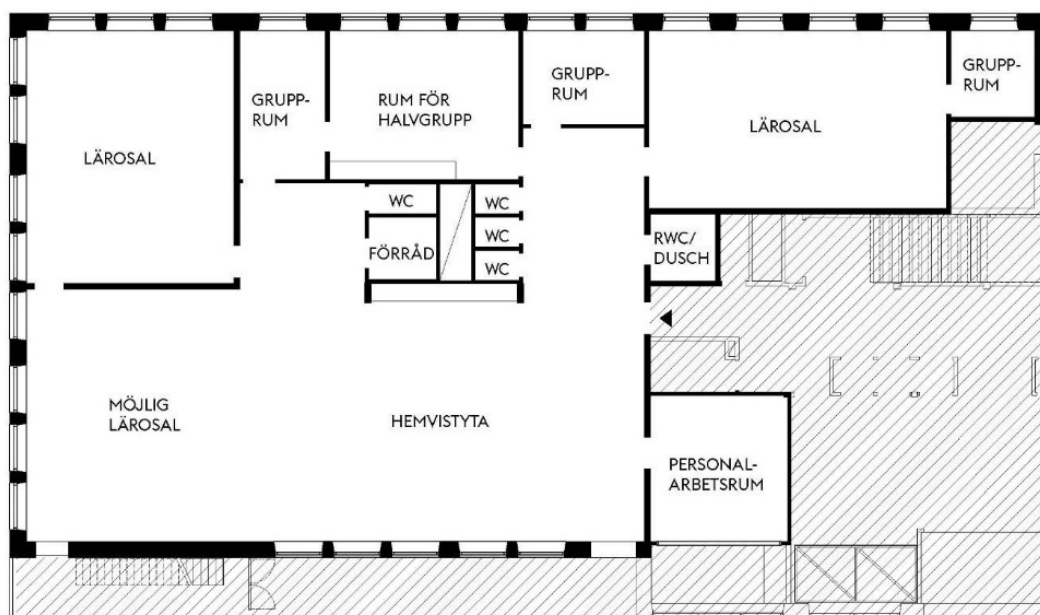 LÄROSAL
GRUPP-
RUM
RUM FÖR
HALVGRUPP
GRUPP-
RUM
LÄROSAL
GRUPP-
RUM
WC
FÖRRÅD
WC
WC
WC
RWC/
DUSCH
MÖJLIG
LÄROSAL
HEMVISTYTA
PERSONAL-
ARBETSRUM